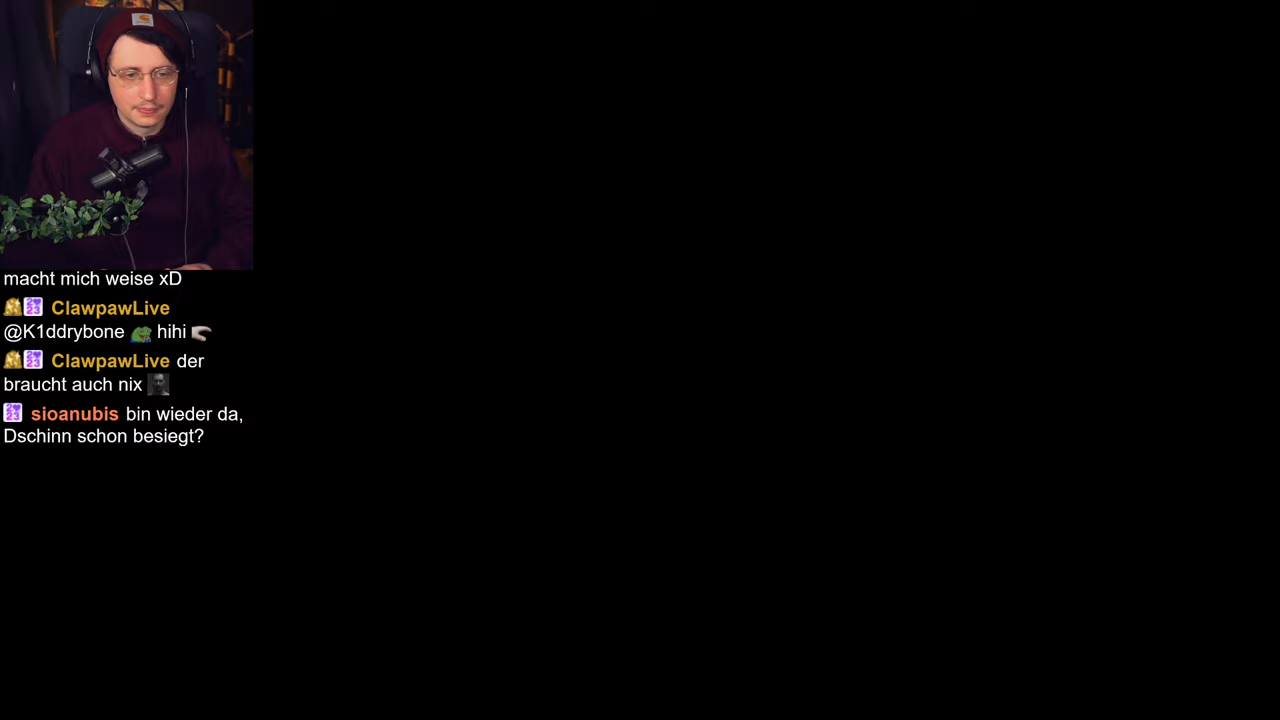 macht mich weise xD
ClawpawLive
@K1ddrybone hihi
ClawpawLive der
braucht auch nix
sioanubis bin wieder da,
Dschinn schon besiegt?